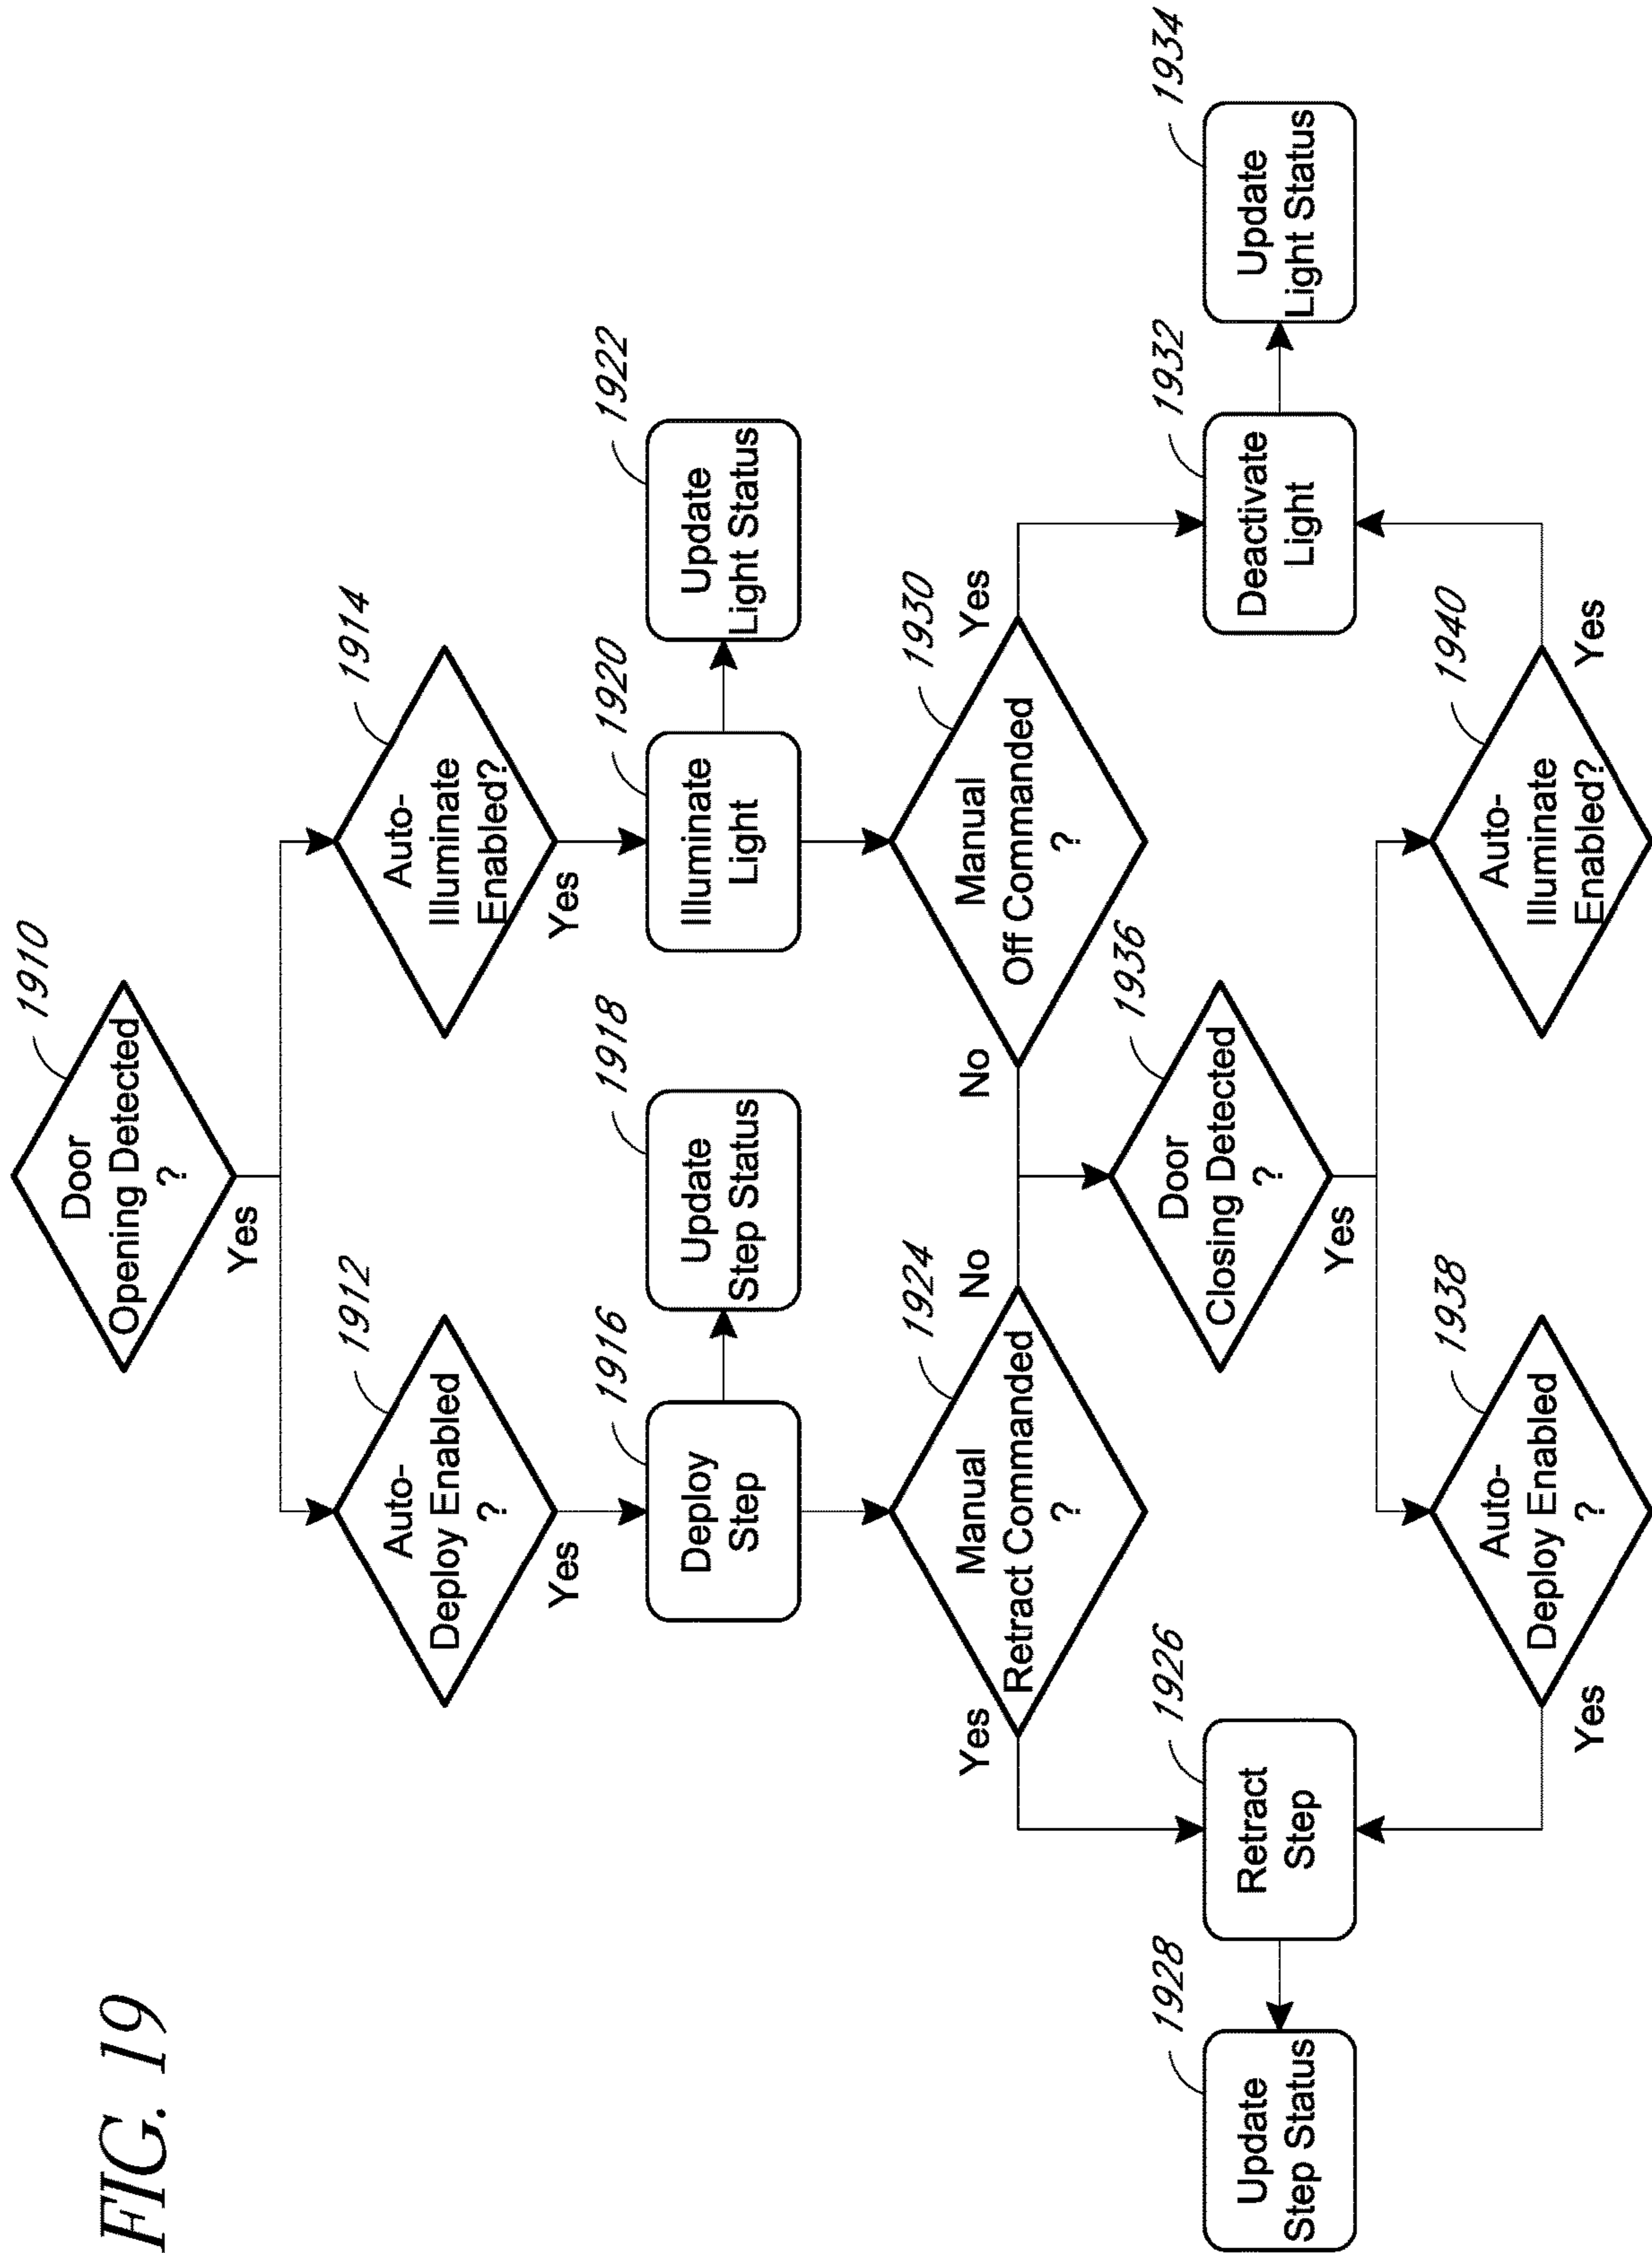 FIG. 19
1910
Door
Opening Detected
?
Yes
1912
Auto-
Deploy Enabled
?
Yes
1914
Auto-
Illuminate
Enabled?
Yes
1916
Deploy
Step
1918
Update
Step Status
1920
Illuminate
Light
1922
Update
Light Status
1924
Manual
Retract Commanded
?
Yes
No
1930
Manual
Off Commanded
?
No
Yes
1928
Update
Step Status
1926
Retract
Step
1936
Door
Closing Detected
?
Yes
1932
Deactivate
Light
1934
Update
Light Status
1938
Auto-
Deploy Enabled
?
Yes
1940
Auto-
Illuminate
Enabled?
Yes